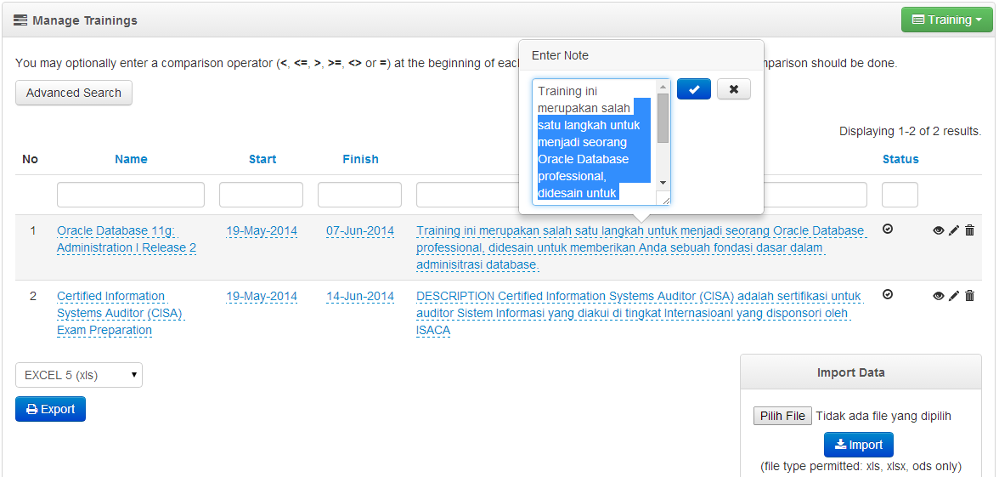 Manage Trainings
Training
You may optionally enter a comparison operator (<, <=, >, >=, <> or =) at the beginning of eac
mparison should be done.
Enter Note
Training ini
merupakan salah
satu langkah untuk
menjadi seorang
Oracle Database
professional,
didesain untuk
Advanced Search
Displaying 1-2 of 2 results.
No Name Start Finish Status
1 Oracle Database 11g: 19-May-2014 07-Jun-2014 Training ini merupakan salah satu langkah untuk menjadi seorang Oracle Database
Administration I Release 2 professional, didesain untuk memberikan Anda sebuah fondasi dasar dalam
adminisitrasi database.
2 Certified Information 19-May-2014 14-Jun-2014 DESCRIPTION Certified Information Systems Auditor (CISA) adalah sertifikasi untuk
Systems Auditor (CISA) auditor Sistem Informasi yang diakui di tingkat Internasioanl yang disponsori oleh
Exam Preparation ISACA
EXCEL 5 (xls)
Export
Import Data
Pilih File Tidak ada file yang dipilih
Import
(file type permitted: xls, xlsx, ods only)